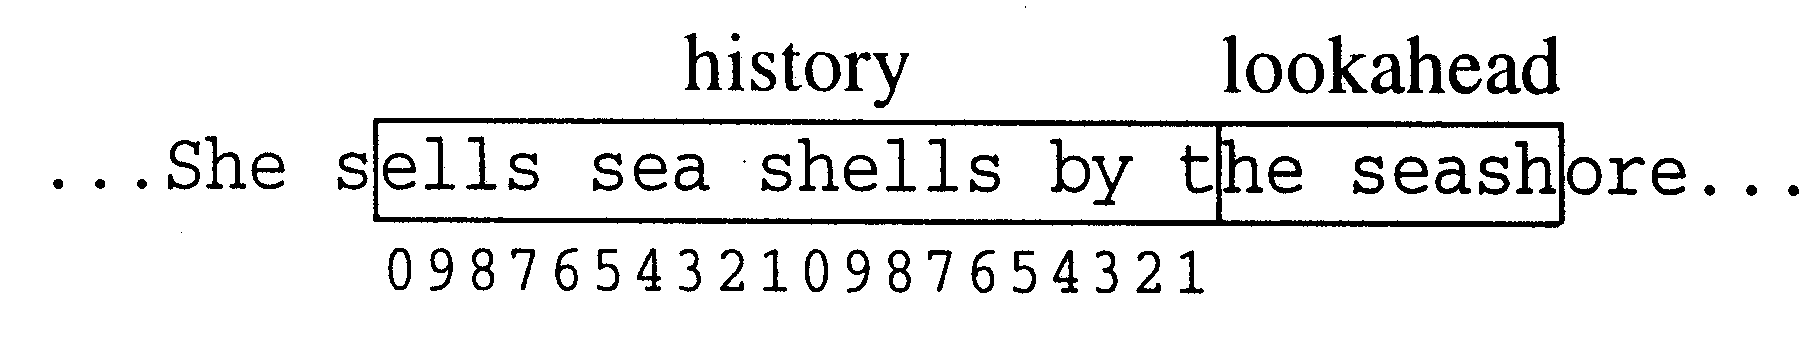 history lookahead
...She sells sea shells by the seashore...
09876543210987654321